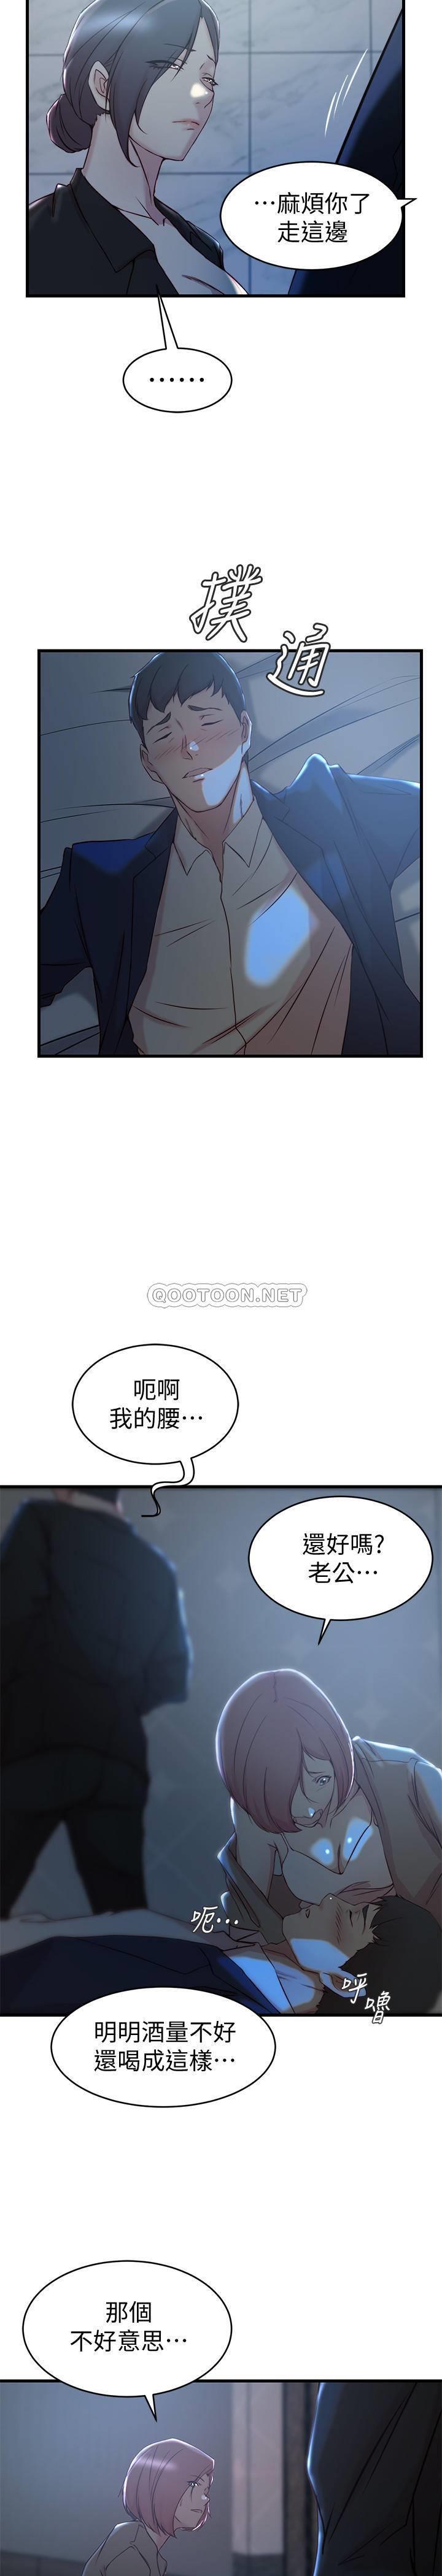 …麻煩你了
走這邊
……
撲通
QOOTOON.NET
呃啊
我的腰…
還好嗎?
老公…
呃…
呼嚕
明明酒量不好
還喝成這樣…
那個
不好意思…